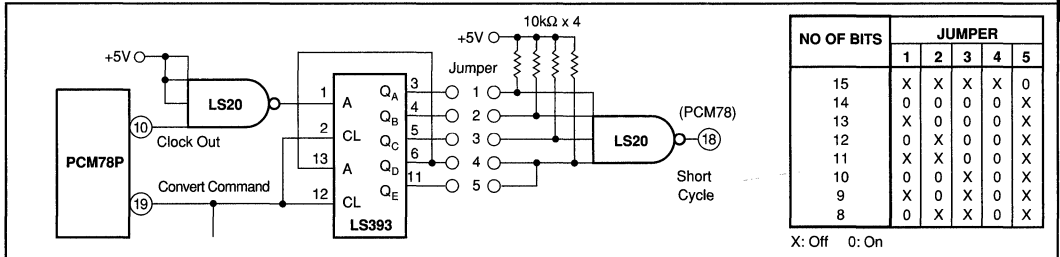 10kΩ x 4
+5V
+5V
Jumper
LS20
1 A QA 3 1
4 QB 2
2 CL QC 5 3
13 A QD 6 4
12 CL QE 11 5
LS393
PCM78P
10 Clock Out
19 Convert Command
LS20
(PCM78)
18
Short
Cycle
NO OF BITS JUMPER
1 2 3 4 5
15 X X X X 0
14 0 0 0 0 X
13 X 0 0 0 X
12 0 X 0 0 X
11 X X 0 0 X
10 0 0 X 0 X
9 X 0 X 0 X
8 0 X X 0 X
X: Off 0: On